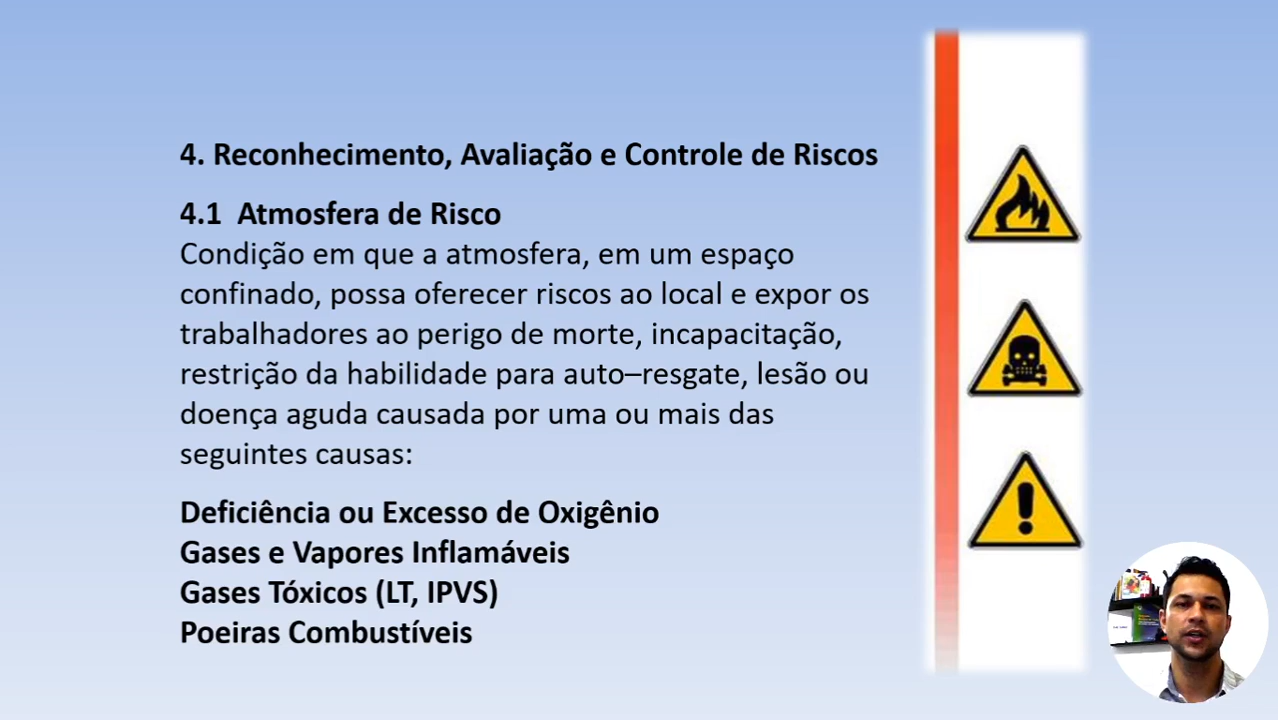 4. Reconhecimento, Avaliação e Controle de Riscos
4.1 Atmosfera de Risco
Condição em que a atmosfera, em um espaço
confinado, possa oferecer riscos ao local e expor os
trabalhadores ao perigo de morte, incapacitação,
restrição da habilidade para auto–resgate, lesão ou
doença aguda causada por uma ou mais das
seguintes causas:
Deficiência ou Excesso de Oxigênio
Gases e Vapores Inflamáveis
Gases Tóxicos (LT, IPVS)
Poeiras Combustíveis